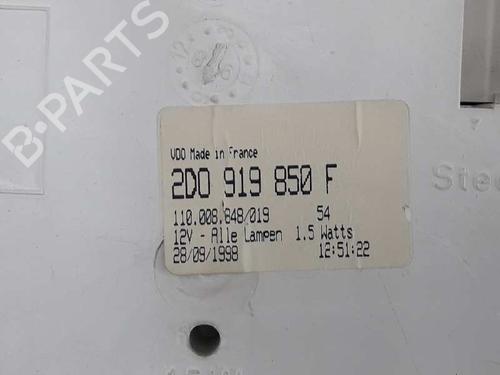 B-PARTS
VDO Made in France
2D0 919 850 F
110.008.848/019 54
12V - Alle Lampen 1.5 Watts
28/09/1998 12:51:22